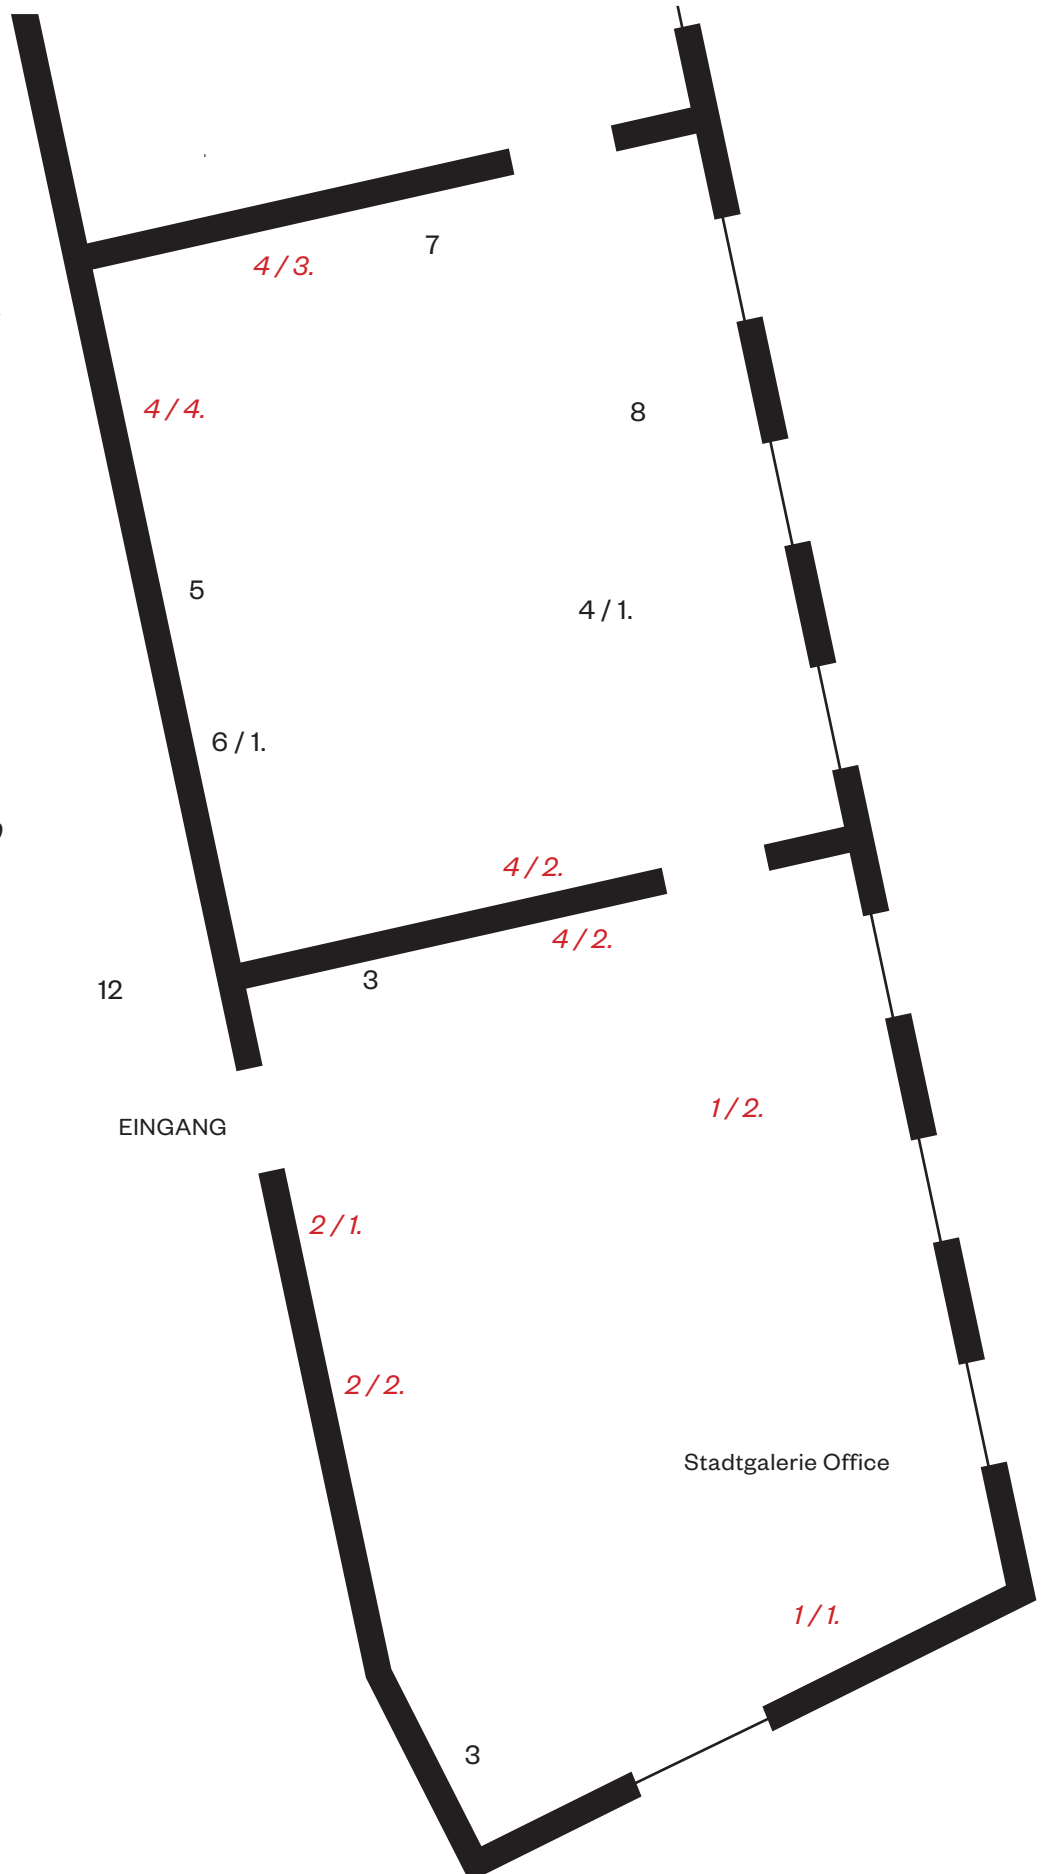 7
4 / 3.
4 / 4.
8
5
4 / 1.
6 / 1.
4 / 2.
4 / 2.
3
12
1 / 2.
EINGANG
2 / 1.
2 / 2.
Stadtgalerie Office
1 / 1.
3